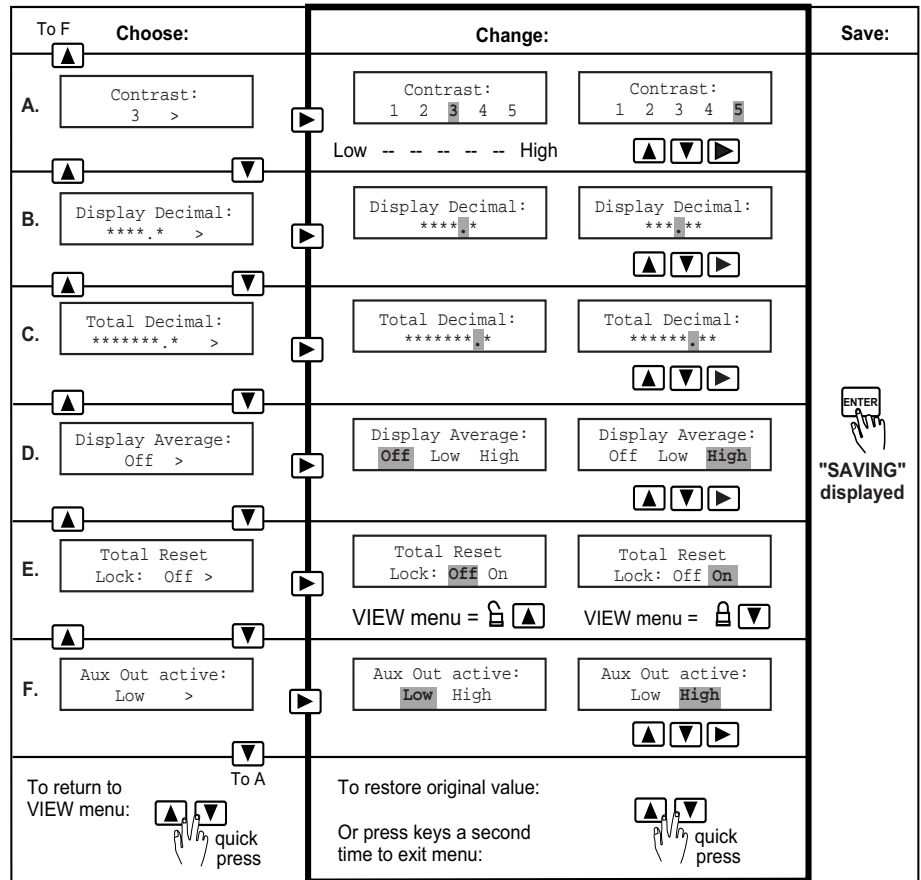 To F
Choose:
Change:
Save:
A.
Contrast:
3 >
Contrast:
1 2 3 4 5
Low -- -- -- -- -- High
Contrast:
1 2 3 4 5
B.
Display Decimal:
****.* >
Display Decimal:
****.*
Display Decimal:
***.**
C.
Total Decimal:
*******.* >
Total Decimal:
*******.*
Total Decimal:
******.**
D.
Display Average:
Off >
Display Average:
Off Low High
Display Average:
Off Low High
E.
Total Reset
Lock: Off >
Total Reset
Lock: Off On
VIEW menu =
Total Reset
Lock: Off On
VIEW menu =
F.
Aux Out active:
Low >
Aux Out active:
Low High
Aux Out active:
Low High
To A
To return to
VIEW menu:
quick
press
To restore original value:
Or press keys a second
time to exit menu:
quick
press
ENTER
"SAVING"
displayed